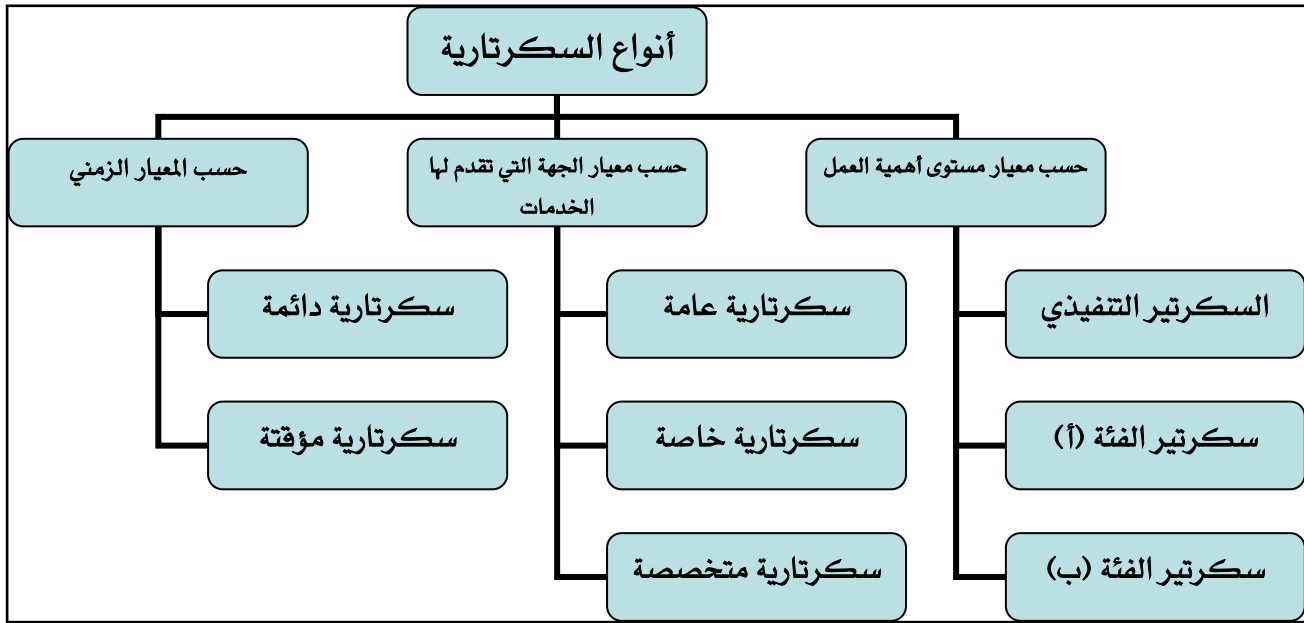 أنواع السكرتارية
حسب معيار مستوى أهمية العمل
السكرتير التنفيذي
سكرتير الفئة (أ)
سكرتير الفئة (ب)
حسب معيار الجهة التي تقدم لها
الخدمات
سكرتارية عامة
سكرتارية خاصة
سكرتارية متخصصة
حسب المعيار الزمني
سكرتارية دائمة
سكرتارية مؤقتة